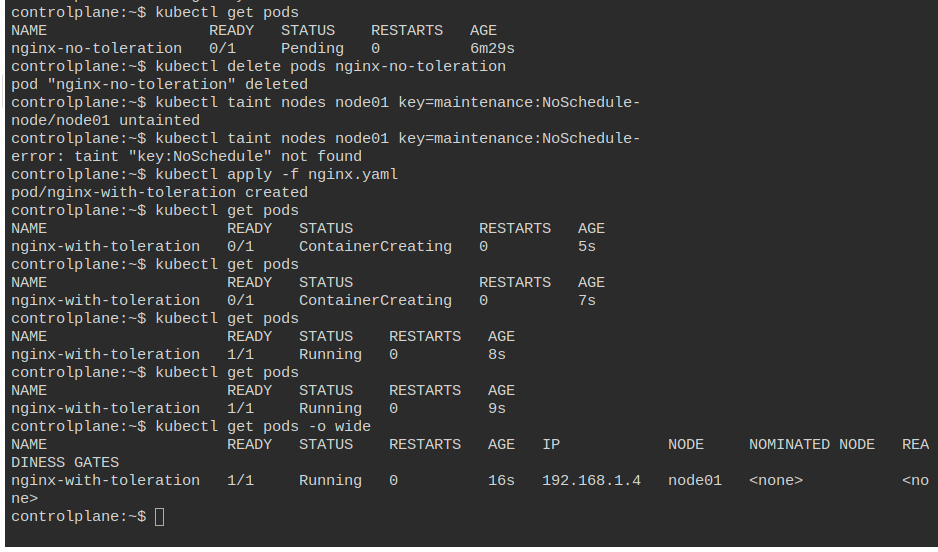 controlplane:~$ kubectl get pods
NAME                  READY   STATUS    RESTARTS   AGE
nginx-no-toleration   0/1     Pending   0          6m29s
controlplane:~$ kubectl delete pods nginx-no-toleration
pod "nginx-no-toleration" deleted
controlplane:~$ kubectl taint nodes node01 key=maintenance:NoSchedule-
node/node01 untainted
controlplane:~$ kubectl taint nodes node01 key=maintenance:NoSchedule-
error: taint "key:NoSchedule" not found
controlplane:~$ kubectl apply -f nginx.yaml
pod/nginx-with-toleration created
controlplane:~$ kubectl get pods
NAME                    READY   STATUS              RESTARTS   AGE
nginx-with-toleration   0/1     ContainerCreating   0          5s
controlplane:~$ kubectl get pods
NAME                    READY   STATUS              RESTARTS   AGE
nginx-with-toleration   0/1     ContainerCreating   0          7s
controlplane:~$ kubectl get pods
NAME                    READY   STATUS    RESTARTS   AGE
nginx-with-toleration   1/1     Running   0          8s
controlplane:~$ kubectl get pods
NAME                    READY   STATUS    RESTARTS   AGE
nginx-with-toleration   1/1     Running   0          9s
controlplane:~$ kubectl get pods -o wide
NAME                    READY   STATUS    RESTARTS   AGE   IP            NODE     NOMINATED NODE   REA
DINESS GATES
nginx-with-toleration   1/1     Running   0          16s   192.168.1.4   node01   <none>           <no
ne>
controlplane:~$